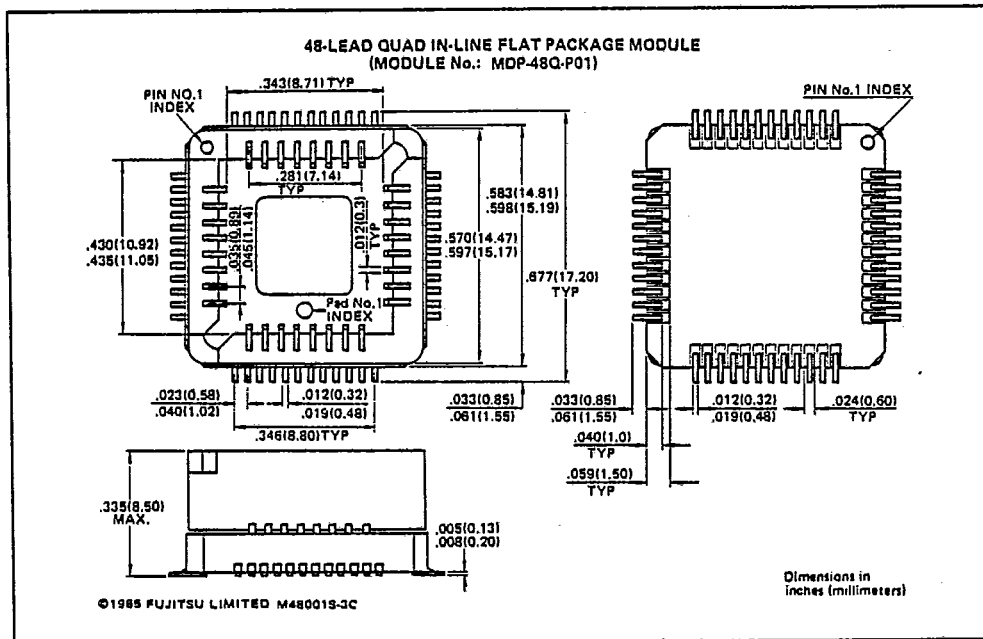 48-LEAD QUAD IN-LINE FLAT PACKAGE MODULE
(MODULE No.: MDP-48Q-P01)
.343(8.71) TYP
PIN NO.1
INDEX
PIN No.1 INDEX
.281(7.14)
TYP
.583(14.81)
.598(15.19)
.430(10.92)
.435(11.05)
.035(0.89)
.045(1.14)
.012(0.3)
TYP
.570(14.47)
.597(15.17)
.677(17.20)
TYP
Pad No.1
INDEX
.023(0.58)
.040(1.02)
.012(0.32)
.019(0.48)
.346(8.80) TYP
.033(0.85)
.061(1.55)
.033(0.85)
.061(1.55)
.012(0.32)
.019(0.48)
.024(0.60)
TYP
.040(1.0)
TYP
.059(1.50)
TYP
.335(8.50)
MAX.
.005(0.13)
.008(0.20)
Dimensions in
inches (millimeters)
©1985 FUJITSU LIMITED M48001S-3C